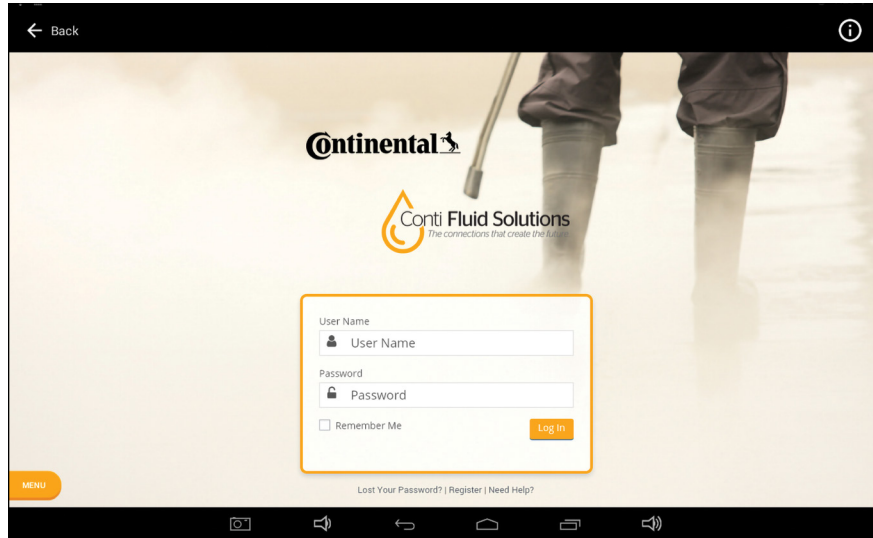 Back
Continental
Conti Fluid Solutions
The connections that create the future
User Name
User Name
Password
Password
Remember Me
Log In
MENU
Lost Your Password? | Register | Need Help?